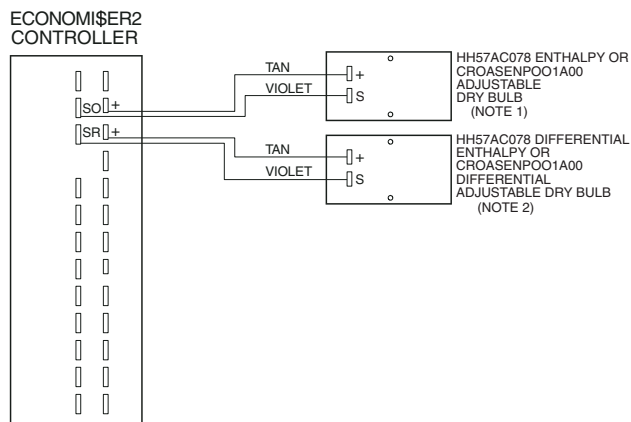 ECONOMI$ER2
CONTROLLER
SO +
SR +
TAN
VIOLET
+
S
HH57AC078 ENTHALPY OR
CROASENPOO1A00
ADJUSTABLE
DRY BULB
(NOTE 1)
TAN
VIOLET
+
S
HH57AC078 DIFFERENTIAL
ENTHALPY OR
CROASENPOO1A00
DIFFERENTIAL
ADJUSTABLE DRY BULB
(NOTE 2)